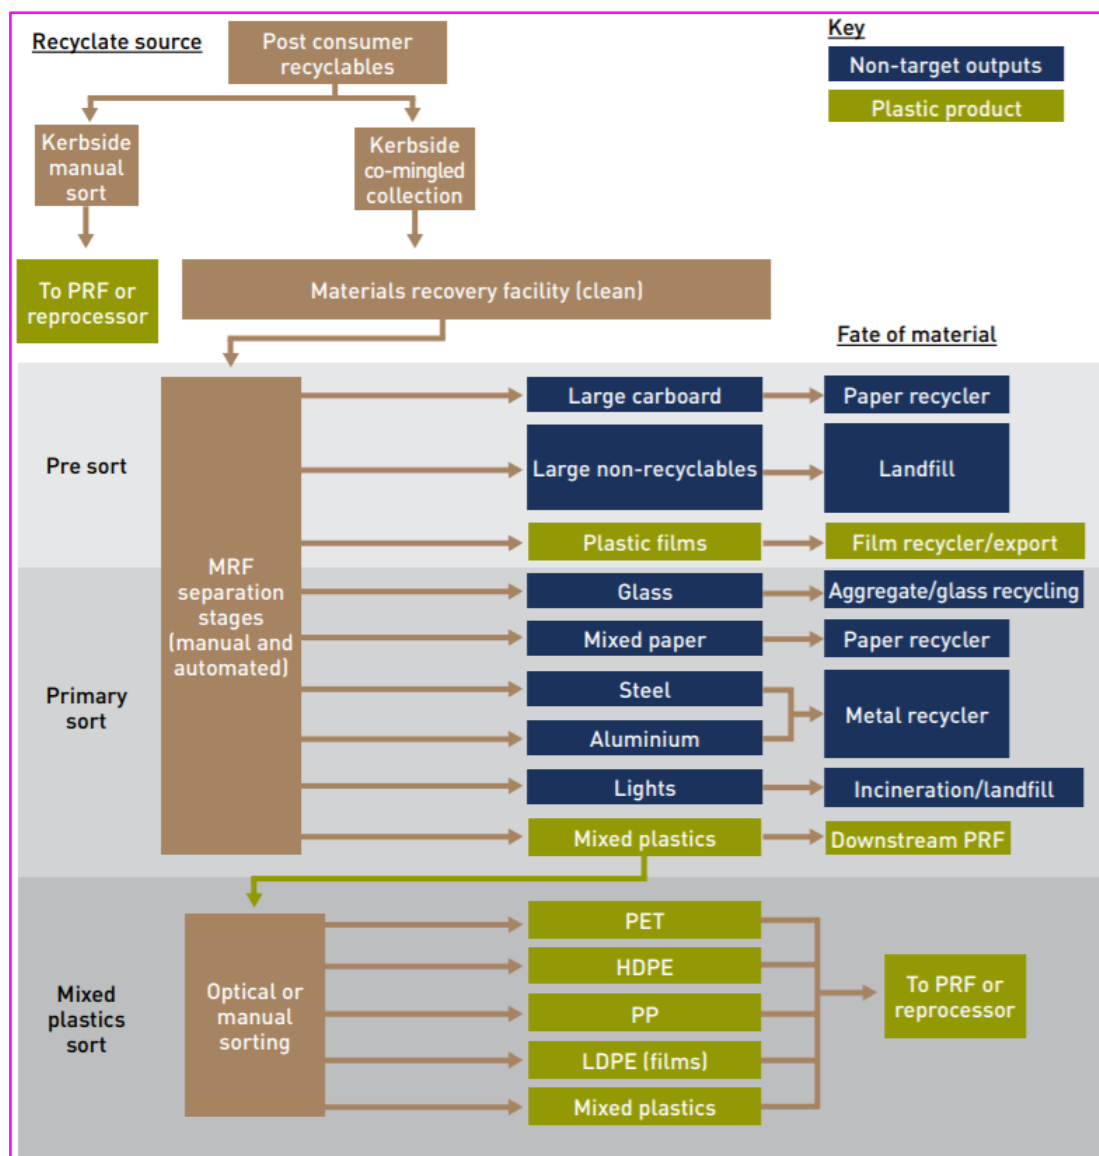 Recyclate source
Post consumer
recyclables
Key
Non-target outputs
Plastic product
Kerbside
manual
sort
Kerbside
co-mingled
collection
To PRF or
reprocessor
Materials recovery facility (clean)
Fate of material
Pre sort
MRF
separation
stages
(manual and
automated)
Large carboard
Paper recycler
Large non-recyclables
Landfill
Plastic films
Film recycler/export
Primary
sort
Glass
Aggregate/glass recycling
Mixed paper
Paper recycler
Steel
Aluminium
Metal recycler
Lights
Incineration/landfill
Mixed plastics
Downstream PRF
Mixed
plastics
sort
Optical or
manual
sorting
PET
HDPE
PP
LDPE (films)
Mixed plastics
To PRF or
reprocessor